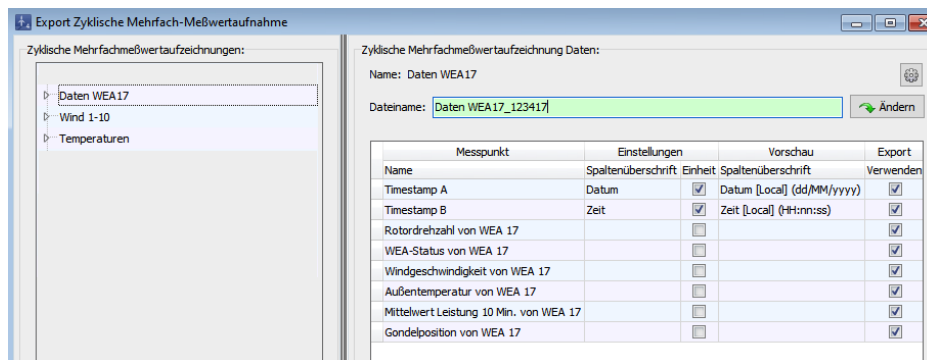 Export Zyklische Mehrfach-Meßwertaufnahme
Zyklische Mehrfachmeßwertaufzeichnungen:
Daten WEA17
Wind 1-10
Temperaturen
Zyklische Mehrfachmeßwertaufzeichnung Daten:
Name: Daten WEA17
Dateiname: Daten WEA17_123417 Ändern
Messpunkt Einstellungen Vorschau Export
Name Spaltenüberschrift Einheit Spaltenüberschrift Verwenden
Timestamp A Datum Datum [Local] (dd/MM/yyyy)
Timestamp B Zeit Zeit [Local] (HH:nn:ss)
Rotordrehzahl von WEA 17
WEA-Status von WEA 17
Windgeschwindigkeit von WEA 17
Außentemperatur von WEA 17
Mittelwert Leistung 10 Min. von WEA 17
Gondelposition von WEA 17